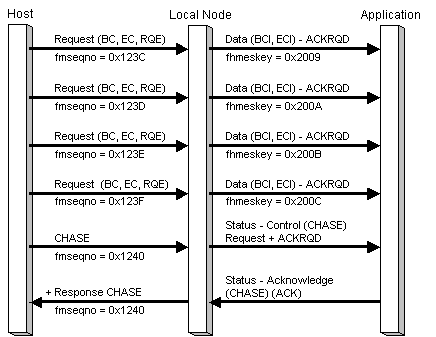 Host Local Node Application
Request (BC, EC, RQE) Data (BCI, ECI) - ACKRQD
fmseqno = 0x123C fhmeskey = 0x2009
Request (BC, EC, RQE) Data (BCI, ECI) - ACKRQD
fmseqno = 0x123D fhmeskey = 0x200A
Request (BC, EC, RQE) Data (BCI, ECI) - ACKRQD
fmseqno = 0x123E fhmeskey = 0x200B
Request (BC, EC, RQE) Data (BCI, ECI) - ACKRQD
fmseqno = 0x123F fhmeskey = 0x200C
Status - Control (CHASE)
CHASE Request + ACKRQD
fmseqno = 0x1240
Status - Acknowledge
+ Response CHASE (CHASE) (ACK)
fmseqno = 0x1240